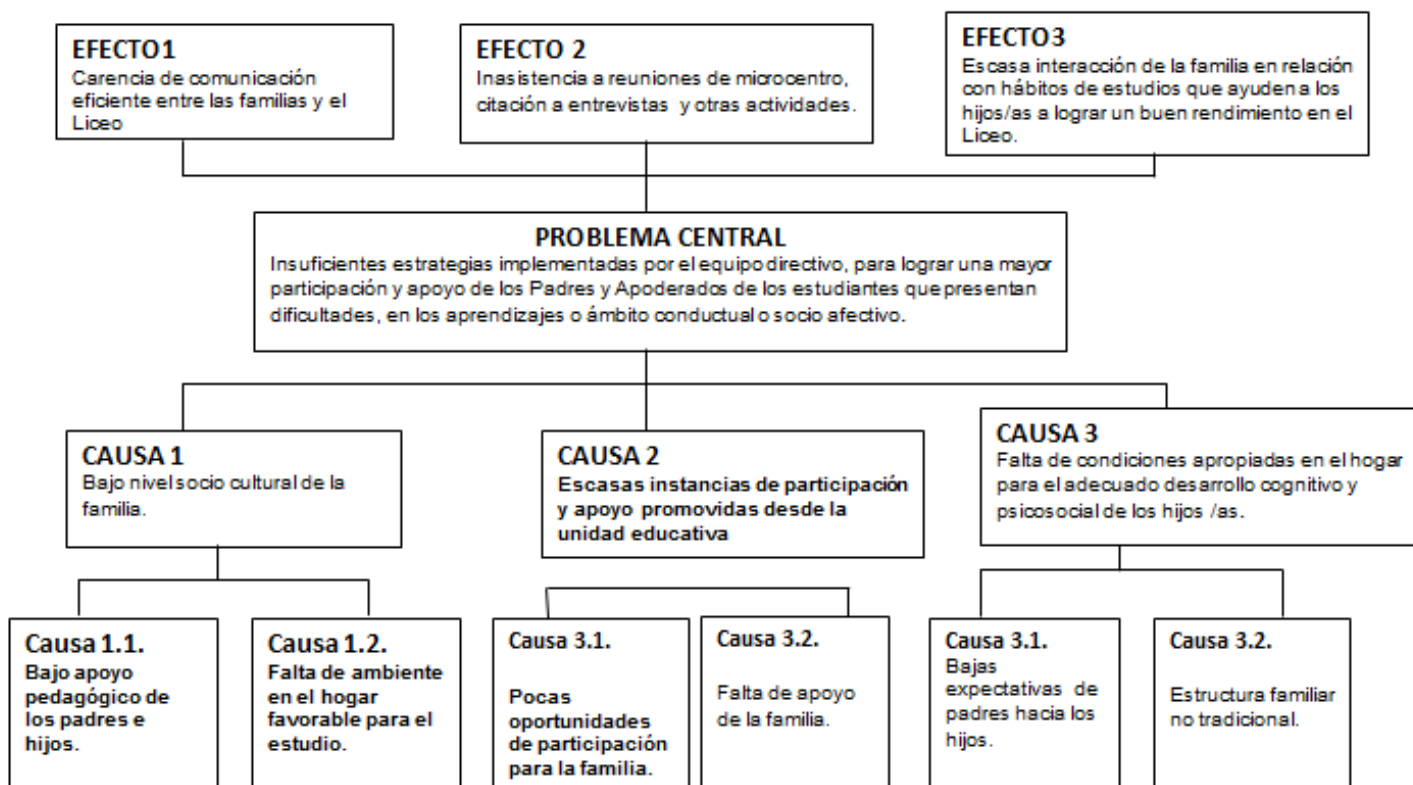 EFECTO 1
Carencia de comunicación
eficiente entre las familias y el
Liceo
EFECTO 2
Inasistencia a reuniones de microcentro,
citación a entrevistas y otras actividades.
EFECTO 3
Escasa interacción de la familia en relación
con hábitos de estudios que ayuden a los
hijos/as a lograr un buen rendimiento en el
Liceo.
PROBLEMA CENTRAL
Insuficientes estrategias implementadas por el equipo directivo, para lograr una mayor
participación y apoyo de los Padres y Apoderados de los estudiantes que presentan
dificultades, en los aprendizajes o ámbito conductual o socio afectivo.
CAUSA 1
Bajo nivel socio cultural de la
familia.
CAUSA 2
Escasas instancias de participación
y apoyo promovidas desde la
unidad educativa
CAUSA 3
Falta de condiciones apropiadas en el hogar
para el adecuado desarrollo cognitivo y
psicosocial de los hijos /as.
Causa 1.1.
Bajo apoyo
pedagógico de
los padres e
hijos.
Causa 1.2.
Falta de ambiente
en el hogar
favorable para el
estudio.
Causa 3.1.
Pocas
oportunidades
de participación
para la familia.
Causa 3.2.
Falta de apoyo
de la familia.
Causa 3.1.
Bajas
expectativas de
padres hacia los
hijos.
Causa 3.2.
Estructura familiar
no tradicional.